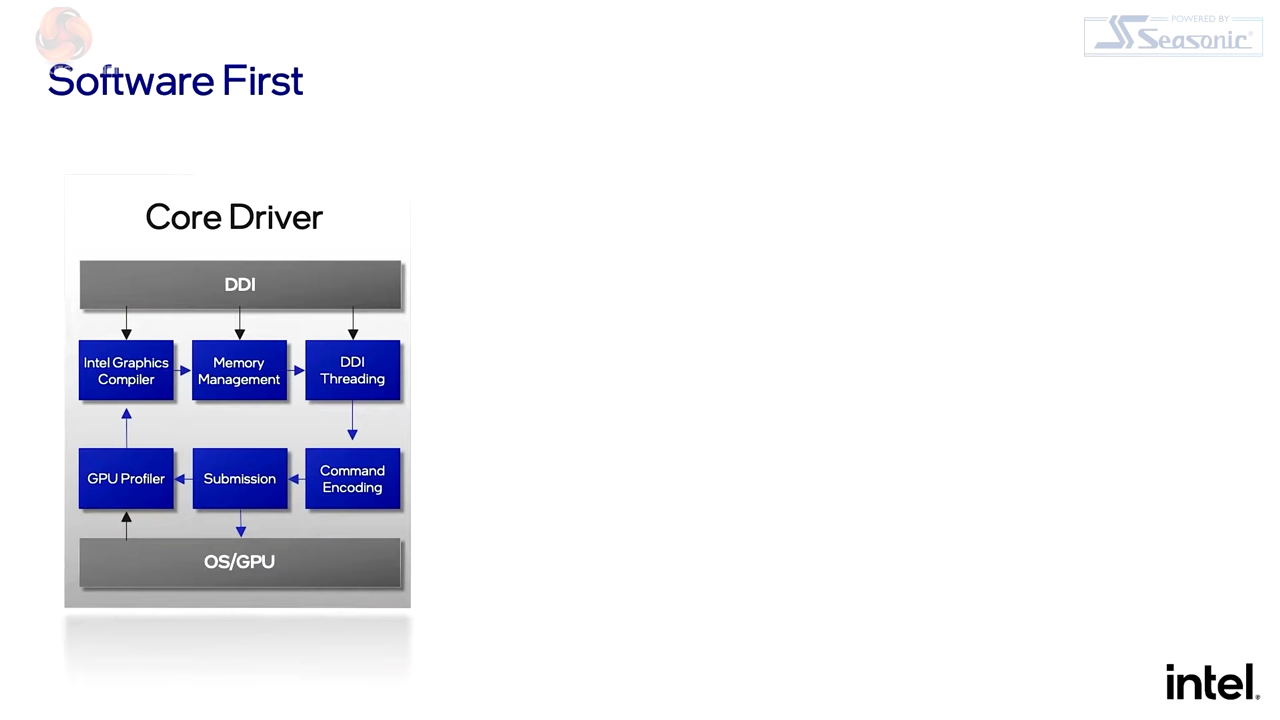 POWERED BY
Seasonic®
Software First
Core Driver
DDI
Intel Graphics
Compiler
Memory
Management
DDI
Threading
GPU Profiler
Submission
Command
Encoding
OS/GPU
intel®